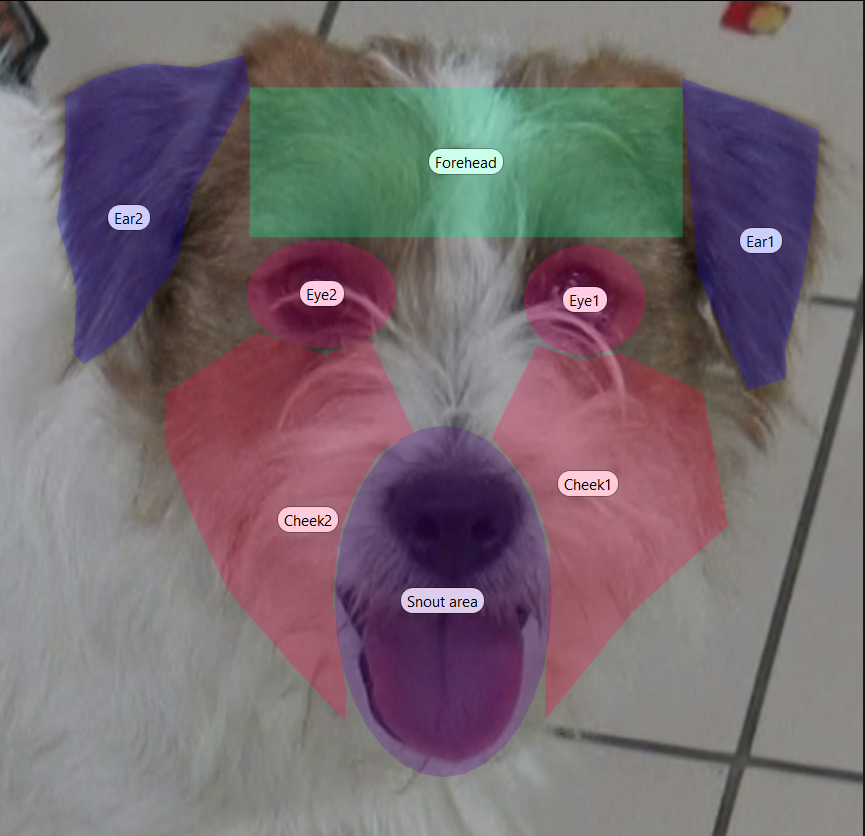 Forehead
Ear2
Ear1
Eye2
Eye1
Cheek1
Cheek2
Snout area